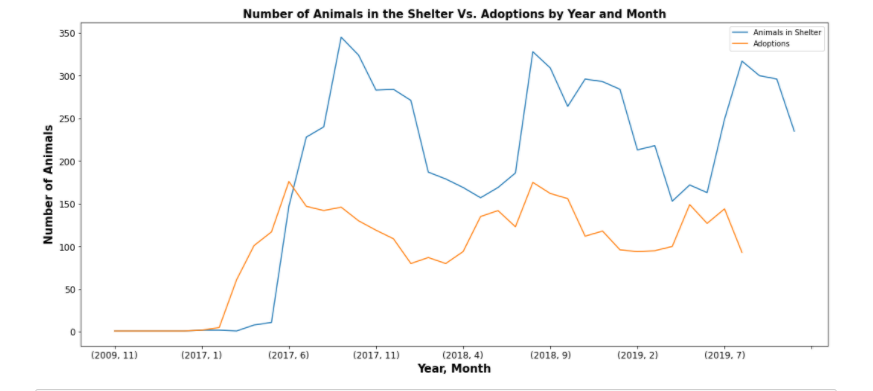 Number of Animals in the Shelter Vs. Adoptions by Year and Month
Animals in Shelter
Adoptions
350
300
250
200
150
100
50
0
Number of Animals
(2009, 11) (2017, 1) (2017, 6) (2017, 11) (2018, 4) (2018, 9) (2019, 2) (2019, 7)
Year, Month